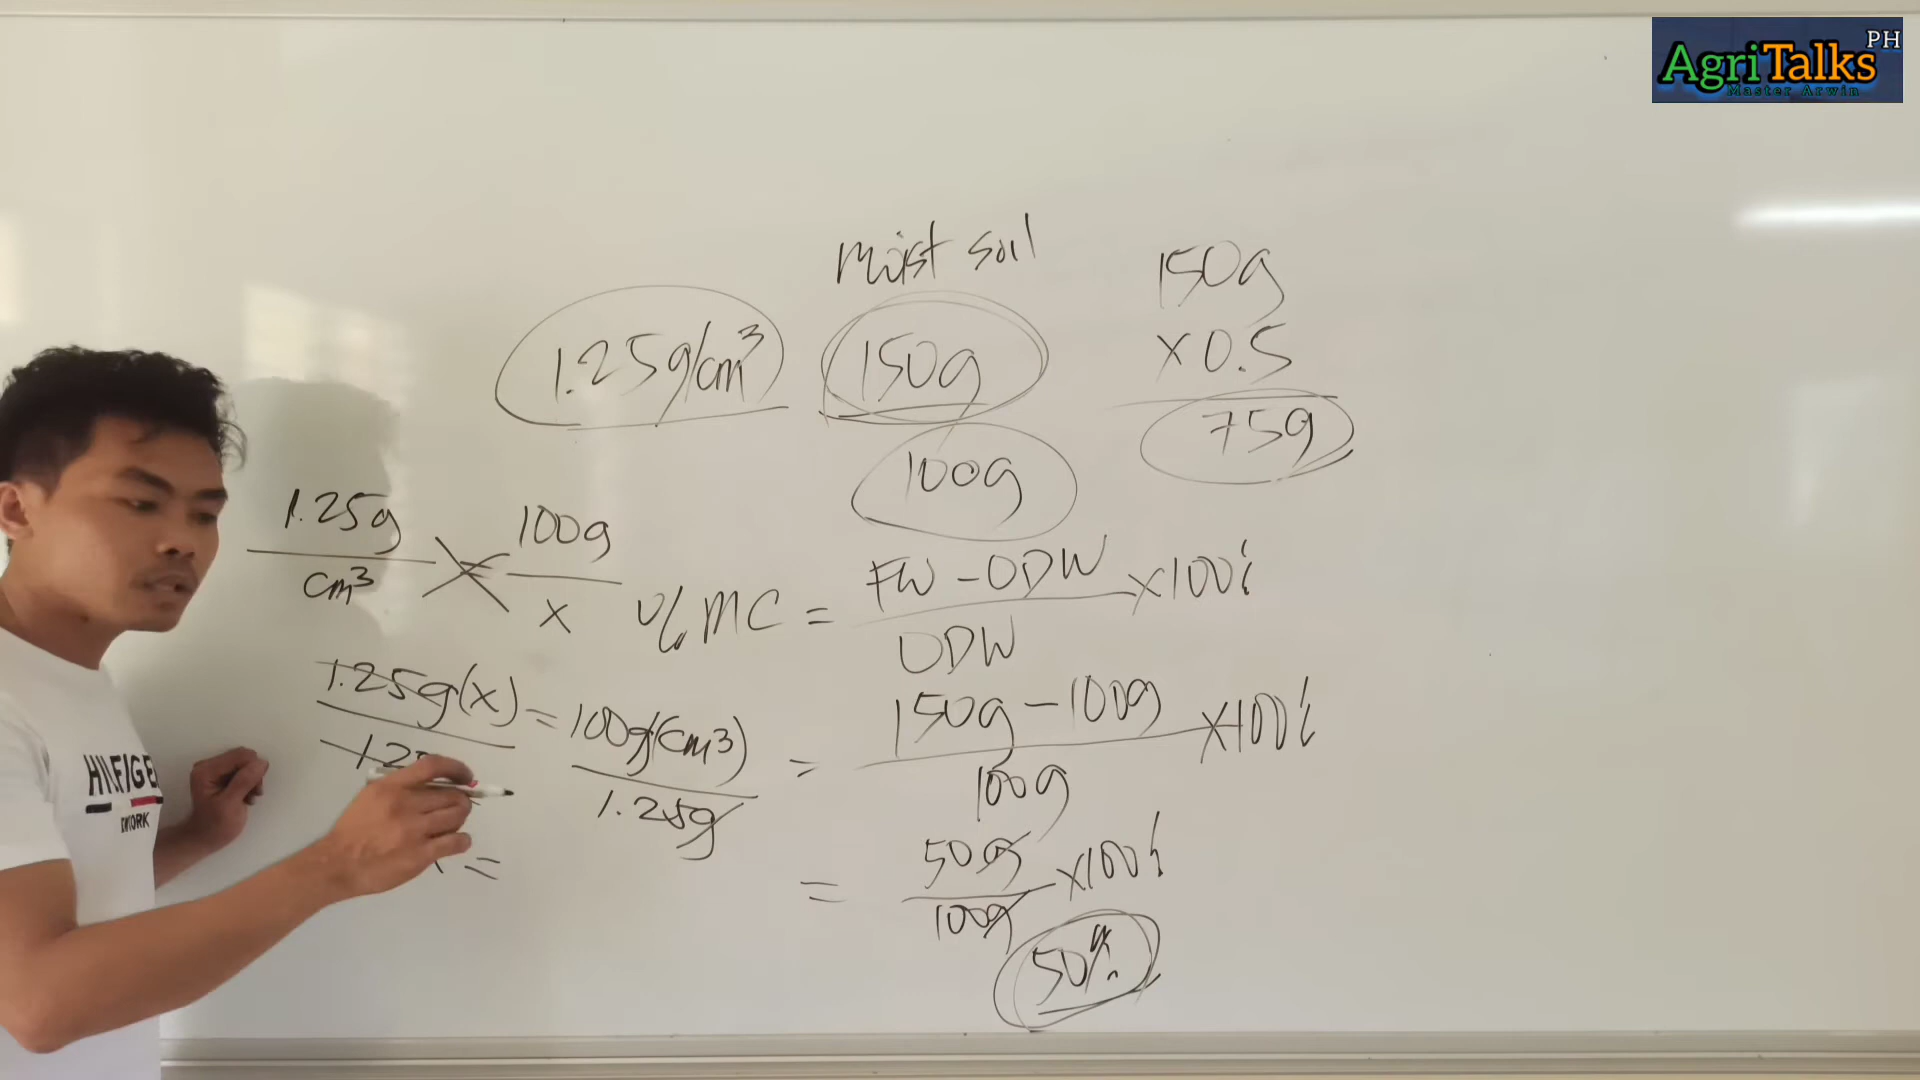 AgriTalks PH
Master Arwin
moist soil
1.25g/cm³
150g
100g
150g
x0.5
75g
1.25g/cm³ = 100g/x
1.25g(x) = 100g(cm³)
1.25g
=
% MC = FW - ODW x100%
ODW
= 150g - 100g x100%
100g
= 50g x100%
100g
50%
HILFIGER